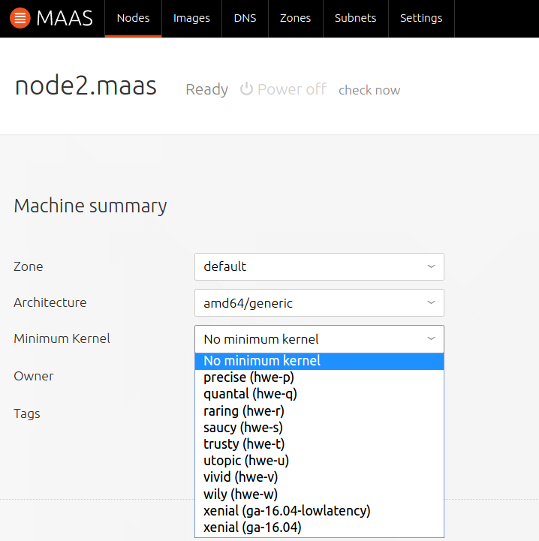 MAAS Nodes Images DNS Zones Subnets Settings
node2.maas Ready Power off check now
Machine summary
Zone default
Architecture amd64/generic
Minimum Kernel No minimum kernel
No minimum kernel
Owner
precise (hwe-p)
quantal (hwe-q)
raring (hwe-r)
Tags
saucy (hwe-s)
trusty (hwe-t)
utopic (hwe-u)
vivid (hwe-v)
wily (hwe-w)
xenial (ga-16.04-lowlatency)
xenial (ga-16.04)